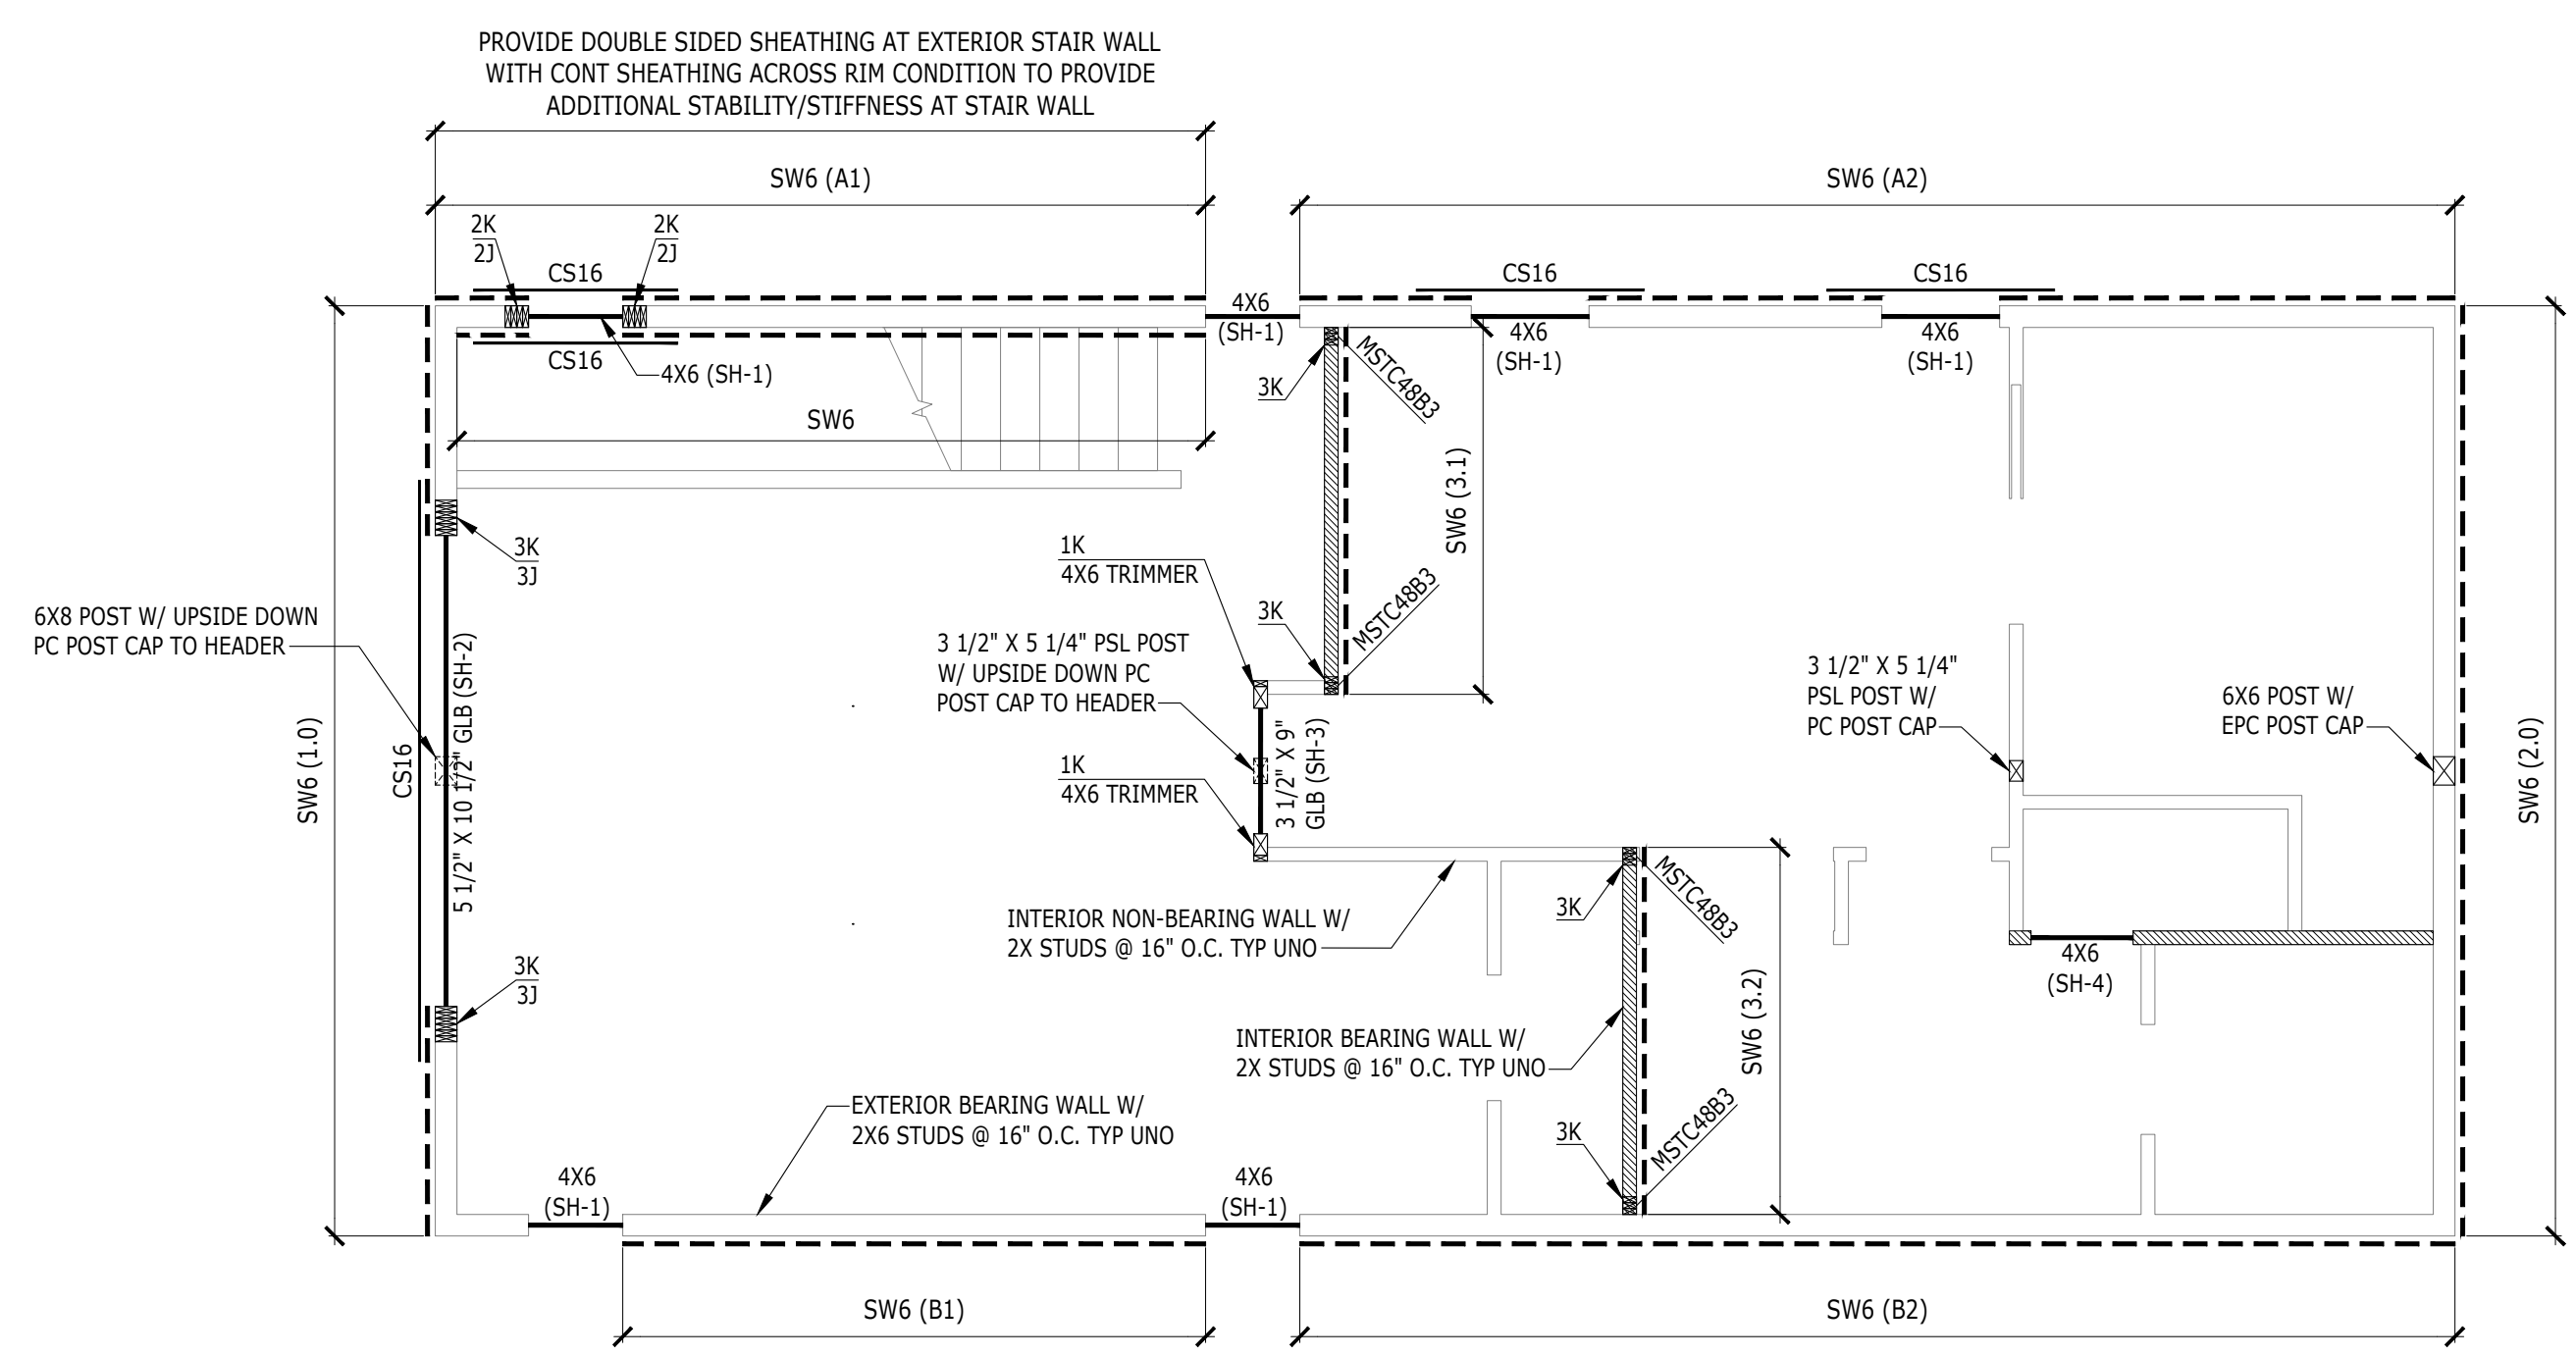 PROVIDE DOUBLE SIDED SHEATHING AT EXTERIOR STAIR WALL
WITH CONT SHEATHING ACROSS RIM CONDITION TO PROVIDE
ADDITIONAL STABILITY/STIFFNESS AT STAIR WALL
SW6 (A1)
SW6 (A2)
2K
2J
2K
2J
CS16
CS16
CS16
CS16
4X6 (SH-1)
4X6
(SH-1)
4X6
(SH-1)
4X6
(SH-1)
SW6
3K
MSTC48B3
SW6 (3.1)
3K
3J
1K
4X6 TRIMMER
3K
MSTC48B3
6X8 POST W/ UPSIDE DOWN
PC POST CAP TO HEADER
3 1/2" X 5 1/4" PSL POST
W/ UPSIDE DOWN PC
POST CAP TO HEADER
3 1/2" X 5 1/4"
PSL POST W/
PC POST CAP
6X6 POST W/
EPC POST CAP
SW6 (1.0)
CS16
5 1/2" X 10 1/2" GLB (SH-2)
1K
4X6 TRIMMER
3 1/2" X 9"
GLB (SH-3)
SW6 (2.0)
INTERIOR NON-BEARING WALL W/
2X STUDS @ 16" O.C. TYP UNO
3K
MSTC48B3
3K
3J
4X6
(SH-4)
SW6 (3.2)
INTERIOR BEARING WALL W/
2X STUDS @ 16" O.C. TYP UNO
EXTERIOR BEARING WALL W/
2X6 STUDS @ 16" O.C. TYP UNO
3K
MSTC48B3
4X6
(SH-1)
4X6
(SH-1)
SW6 (B1)
SW6 (B2)